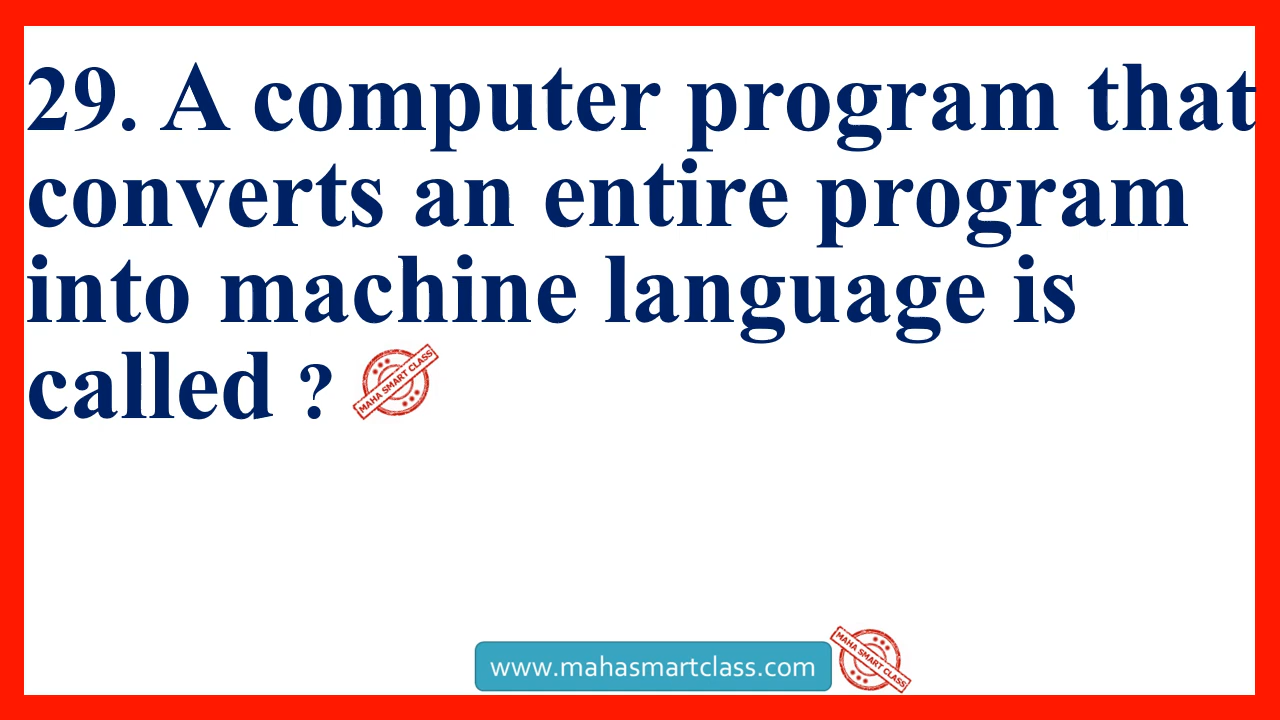 29. A computer program that
converts an entire program
into machine language is
called ?
MAHA SMART CLASS
www.mahasmartclass.com
MAHA SMART CLASS